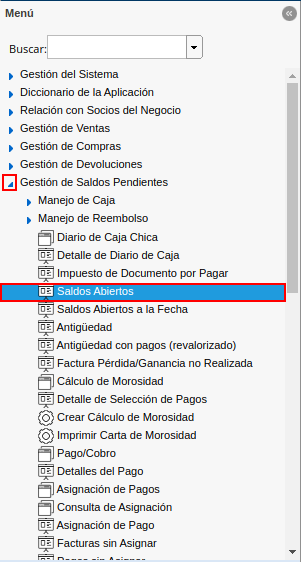 Menú
Buscar:
Gestión del Sistema
Diccionario de la Aplicación
Relación con Socios del Negocio
Gestión de Ventas
Gestión de Compras
Gestión de Devoluciones
Gestión de Saldos Pendientes
Manejo de Caja
Manejo de Reembolso
Diario de Caja Chica
Detalle de Diario de Caja
Impuesto de Documento por Pagar
Saldos Abiertos
Saldos Abiertos a la Fecha
Antigüedad
Antigüedad con pagos (revalorizado)
Factura Pérdida/Ganancia no Realizada
Cálculo de Morosidad
Detalle de Selección de Pagos
Crear Cálculo de Morosidad
Imprimir Carta de Morosidad
Pago/Cobro
Detalles del Pago
Asignación de Pagos
Consulta de Asignación
Asignación de Pago
Facturas sin Asignar
Pagos sin Asignar